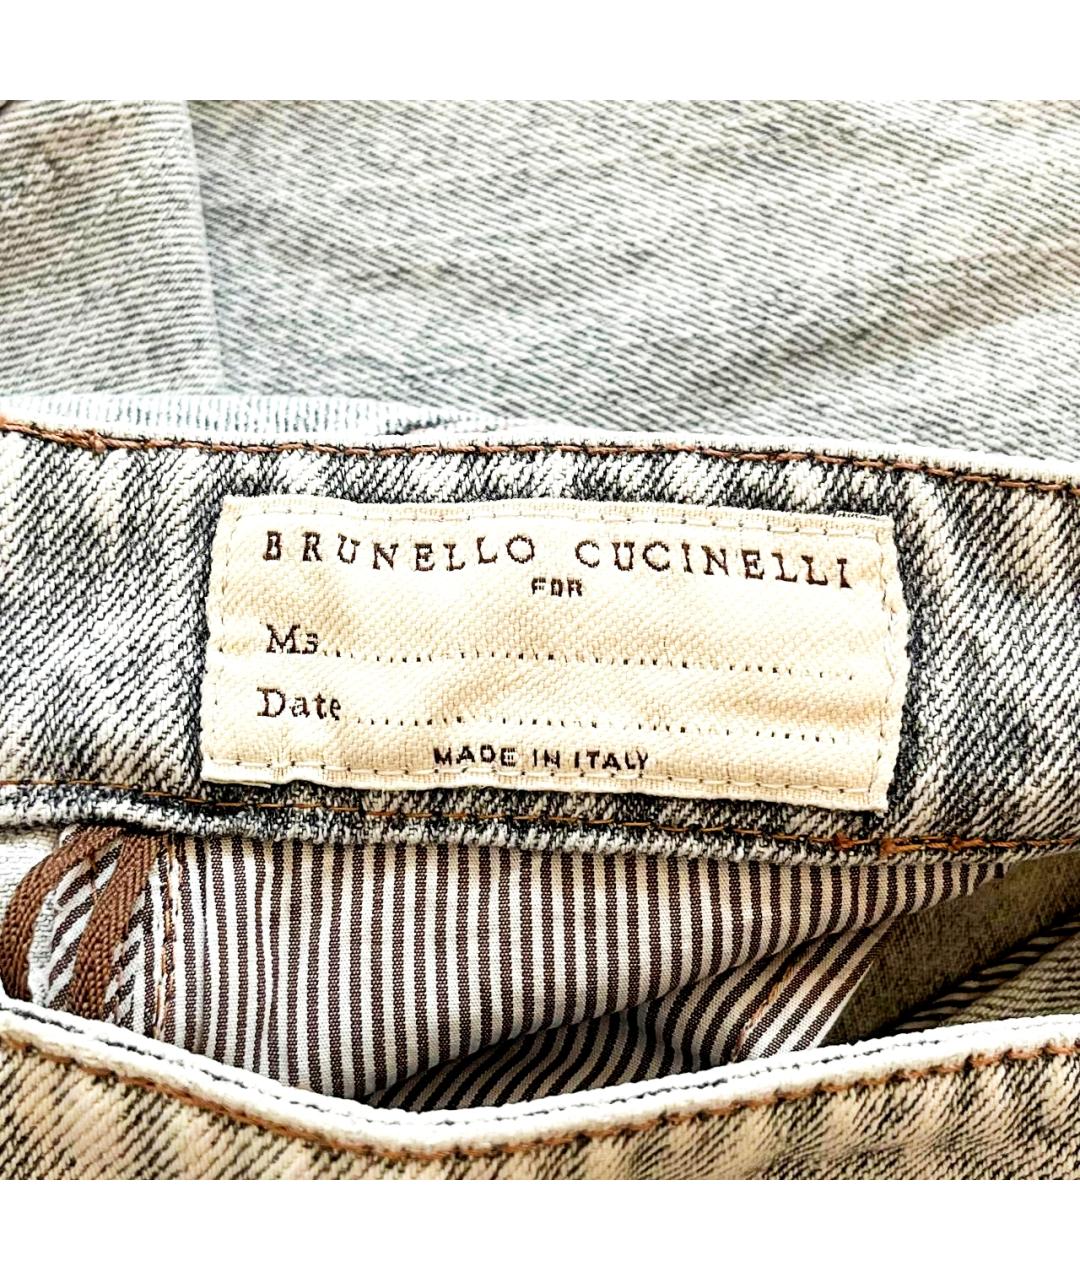 BRUNELLO CUCINELLI
FOR
Ms..............................
Date..............................
MADE IN ITALY